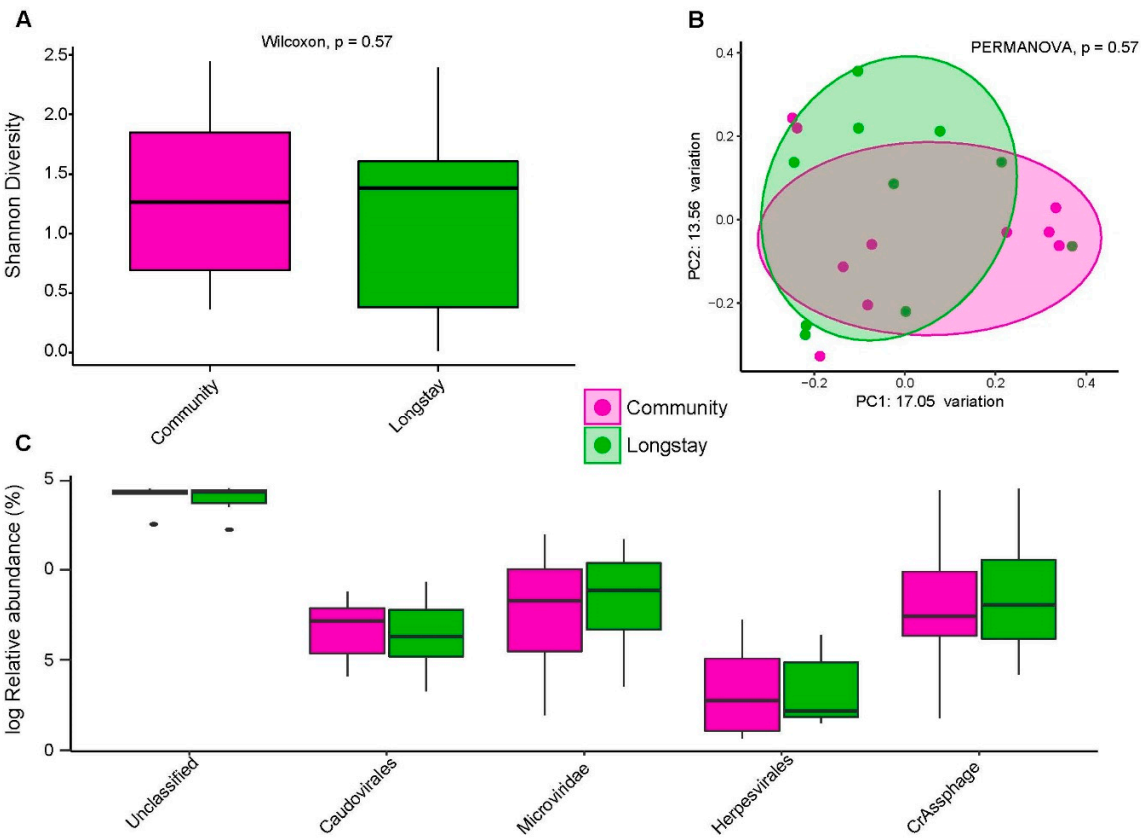 A
Wilcoxon, p = 0.57
Shannon Diversity
2.5
2.0
1.5
1.0
0.5
0.0
Community
Longstay
B
PERMANOVA, p = 0.57
PC2: 13.56 variation
0.4
0.2
0.0
−0.2
−0.2
0.0
0.2
0.4
PC1: 17.05 variation
Community
Longstay
C
log Relative abundance (%)
5
0
5
0
Unclassified
Caudovirales
Microviridae
Herpesvirales
CrAssphage